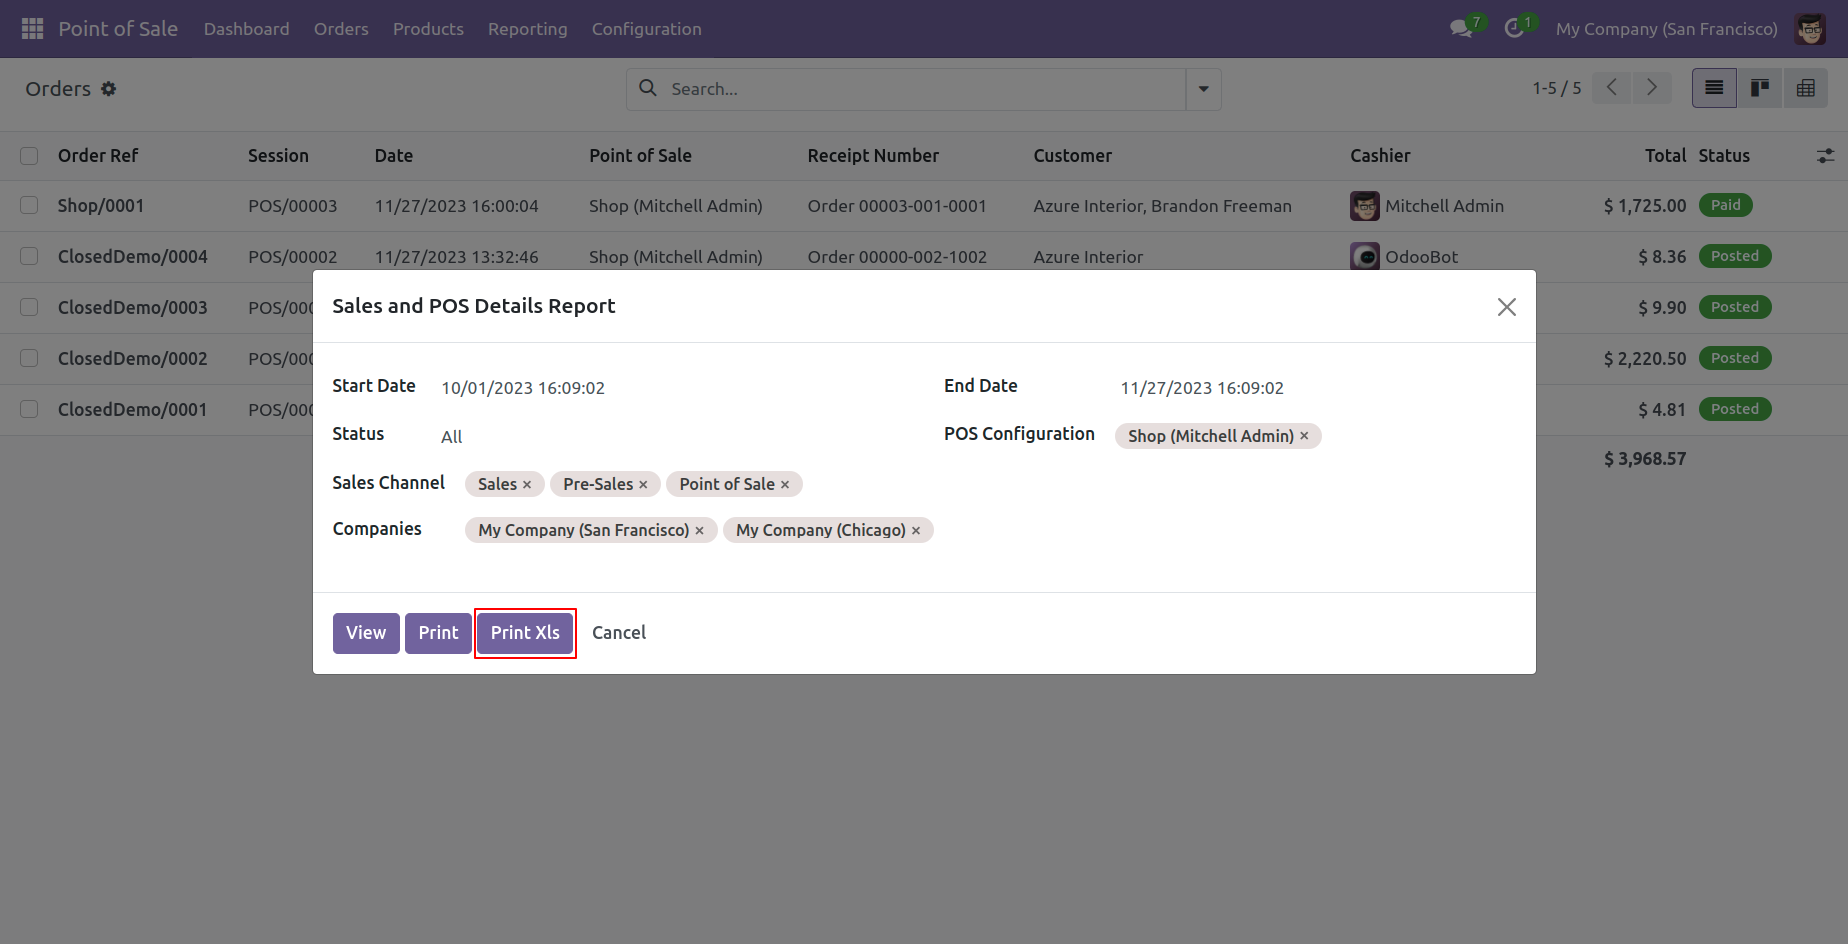 Point of Sale Dashboard Orders Products Reporting Configuration 7 1 My Company (San Francisco)
Orders Search... 1-5 / 5
Order Ref Session Date Point of Sale Receipt Number Customer Cashier Total Status
Shop/0001 POS/00003 11/27/2023 16:00:04 Shop (Mitchell Admin) Order 00003-001-0001 Azure Interior, Brandon Freeman Mitchell Admin $ 1,725.00 Paid
ClosedDemo/0004 POS/00002 11/27/2023 13:32:46 Shop (Mitchell Admin) Order 00000-002-1002 Azure Interior OdooBot $ 8.36 Posted
ClosedDemo/0003 POS/000 $ 9.90 Posted
ClosedDemo/0002 POS/000 $ 2,220.50 Posted
ClosedDemo/0001 POS/000 $ 4.81 Posted
$ 3,968.57
Sales and POS Details Report
Start Date 10/01/2023 16:09:02 End Date 11/27/2023 16:09:02
Status All POS Configuration Shop (Mitchell Admin) ×
Sales Channel Sales × Pre-Sales × Point of Sale ×
Companies My Company (San Francisco) × My Company (Chicago) ×
View Print Print Xls Cancel